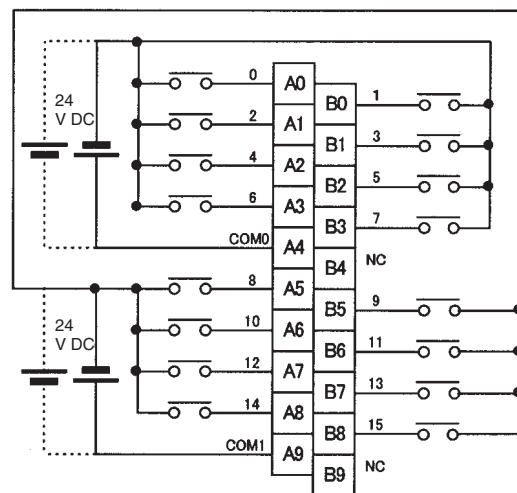 0 A0
B0 1
24
V DC
2 A1
B1 3
4 A2
B2 5
6 A3
B3 7
COM0 A4
B4 NC
8 A5
B5 9
24
V DC
10 A6
B6 11
12 A7
B7 13
14 A8
B8 15
COM1 A9
B9 NC